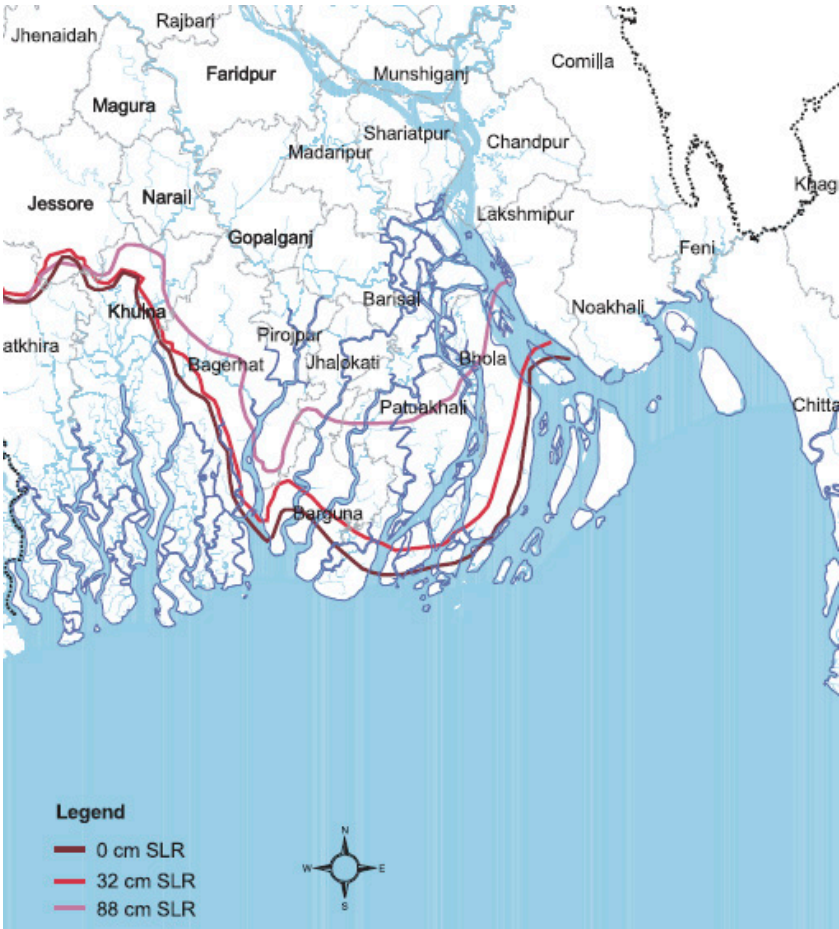 Rajbari
Jhenaidah
Comilla
Faridpur
Munshiganj
Magura
Shariatpur
Chandpur
Madaripur
Khag
Narail
Jessore
Lakshmipur
Gopalganj
Feni
Barisal
Noakhali
Khulna
Pirojpur
atkhira
Bhola
Bagerhat
Jhalokati
Patuakhali
Chitta
Barguna
Legend
0 cm SLR
32 cm SLR
88 cm SLR
N
W
E
S